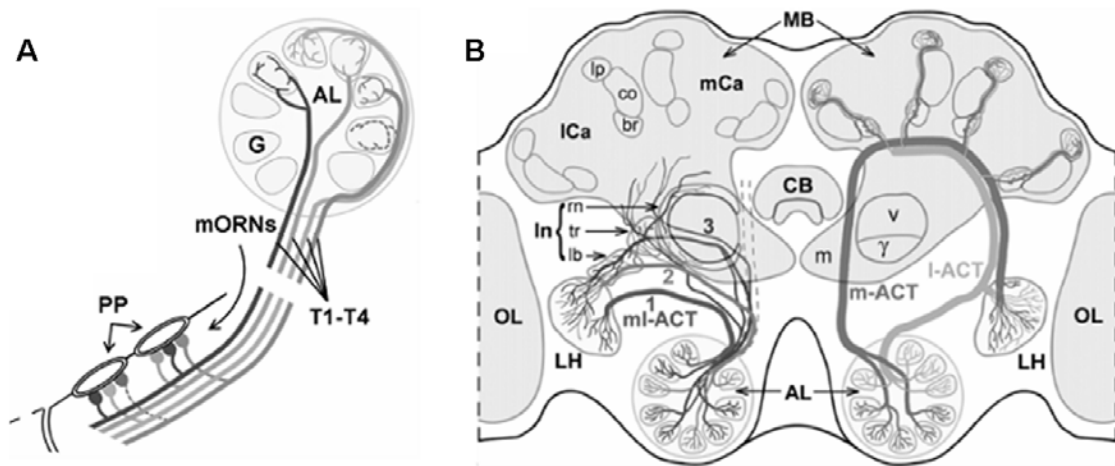 A
AL
G
mORNs
PP
T1-T4
B
MB
lp
co
br
mCa
lCa
CB
In
rn
tr
lb
3
2
1
ml-ACT
v
γ
m
l-ACT
m-ACT
OL
OL
LH
LH
AL